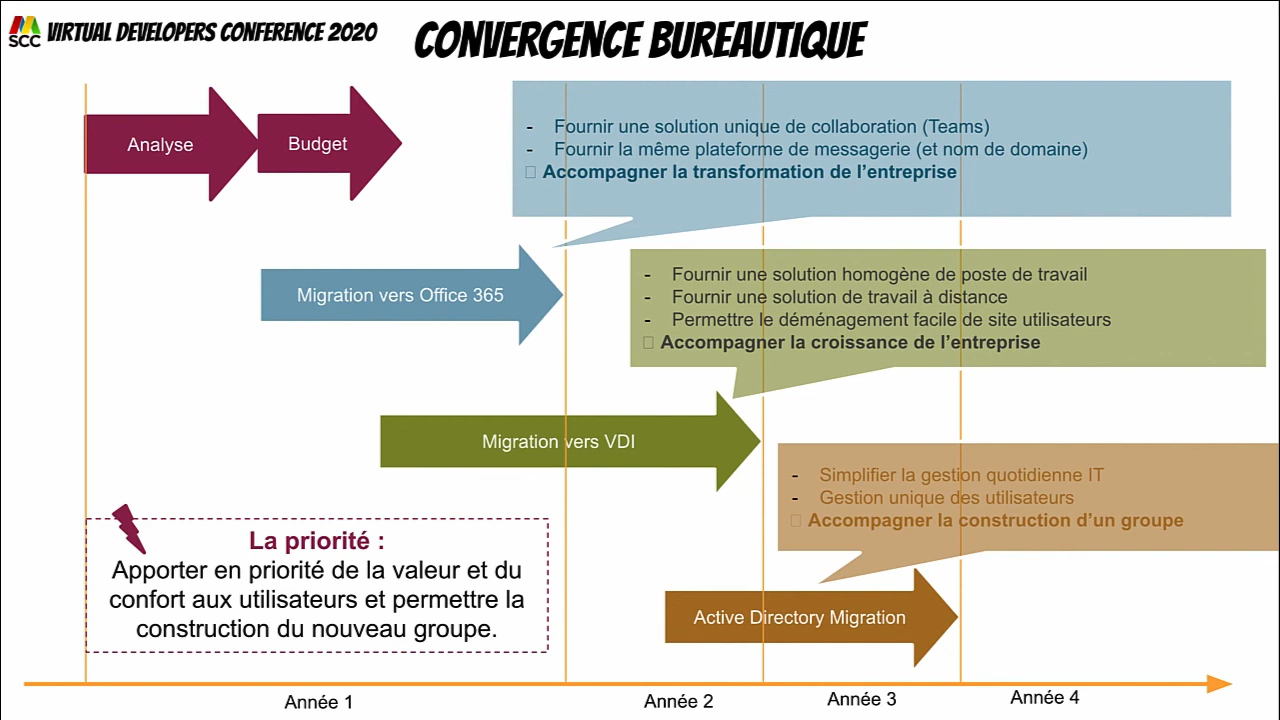 SCC VIRTUAL DEVELOPERS CONFERENCE 2020
CONVERGENCE BUREAUTIQUE
Analyse
Budget
- Fournir une solution unique de collaboration (Teams)
- Fournir la même plateforme de messagerie (et nom de domaine)
Accompagner la transformation de l'entreprise
Migration vers Office 365
- Fournir une solution homogène de poste de travail
- Fournir une solution de travail à distance
- Permettre le déménagement facile de site utilisateurs
Accompagner la croissance de l'entreprise
Migration vers VDI
- Simplifier la gestion quotidienne IT
- Gestion unique des utilisateurs
Accompagner la construction d'un groupe
La priorité :
Apporter en priorité de la valeur et du
confort aux utilisateurs et permettre la
construction du nouveau groupe.
Active Directory Migration
Année 1
Année 2
Année 3
Année 4